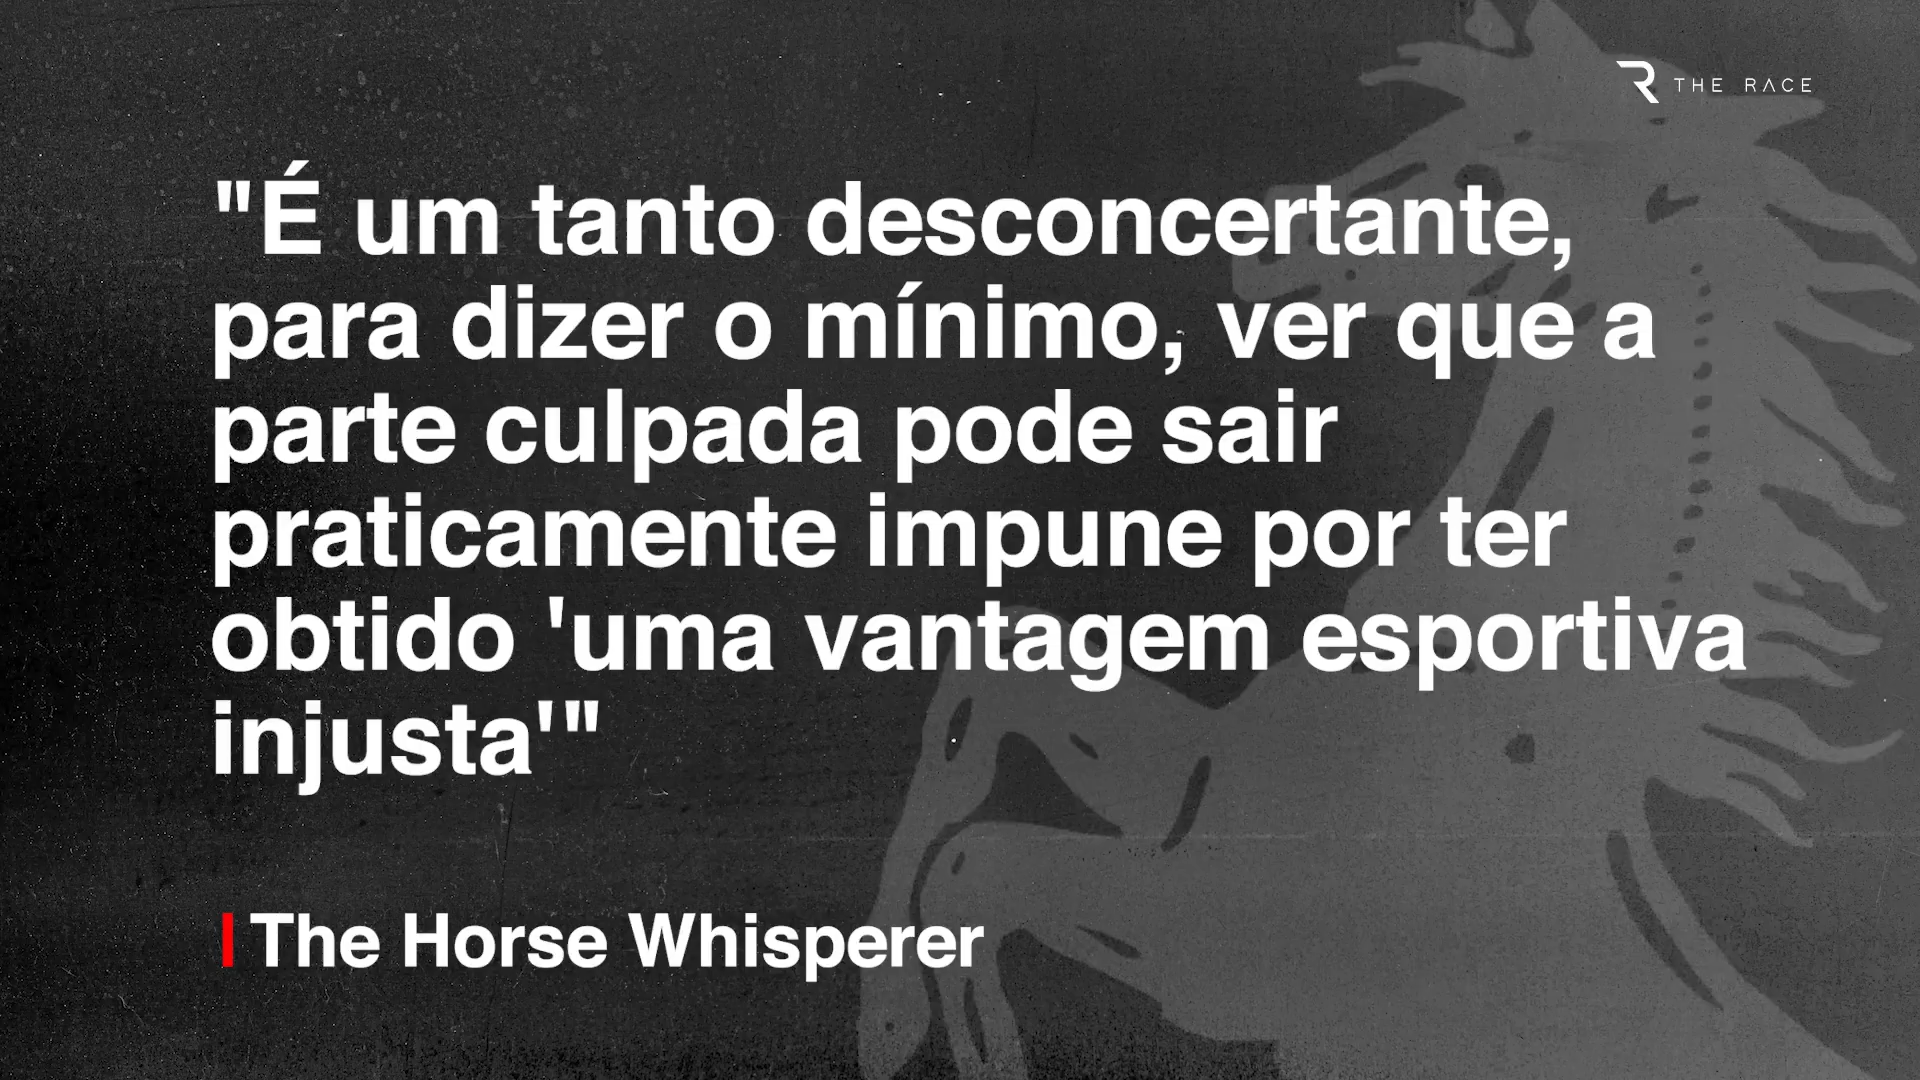 THE RACE
"É um tanto desconcertante,
para dizer o mínimo, ver que a
parte culpada pode sair
praticamente impune por ter
obtido 'uma vantagem esportiva
injusta'"
The Horse Whisperer